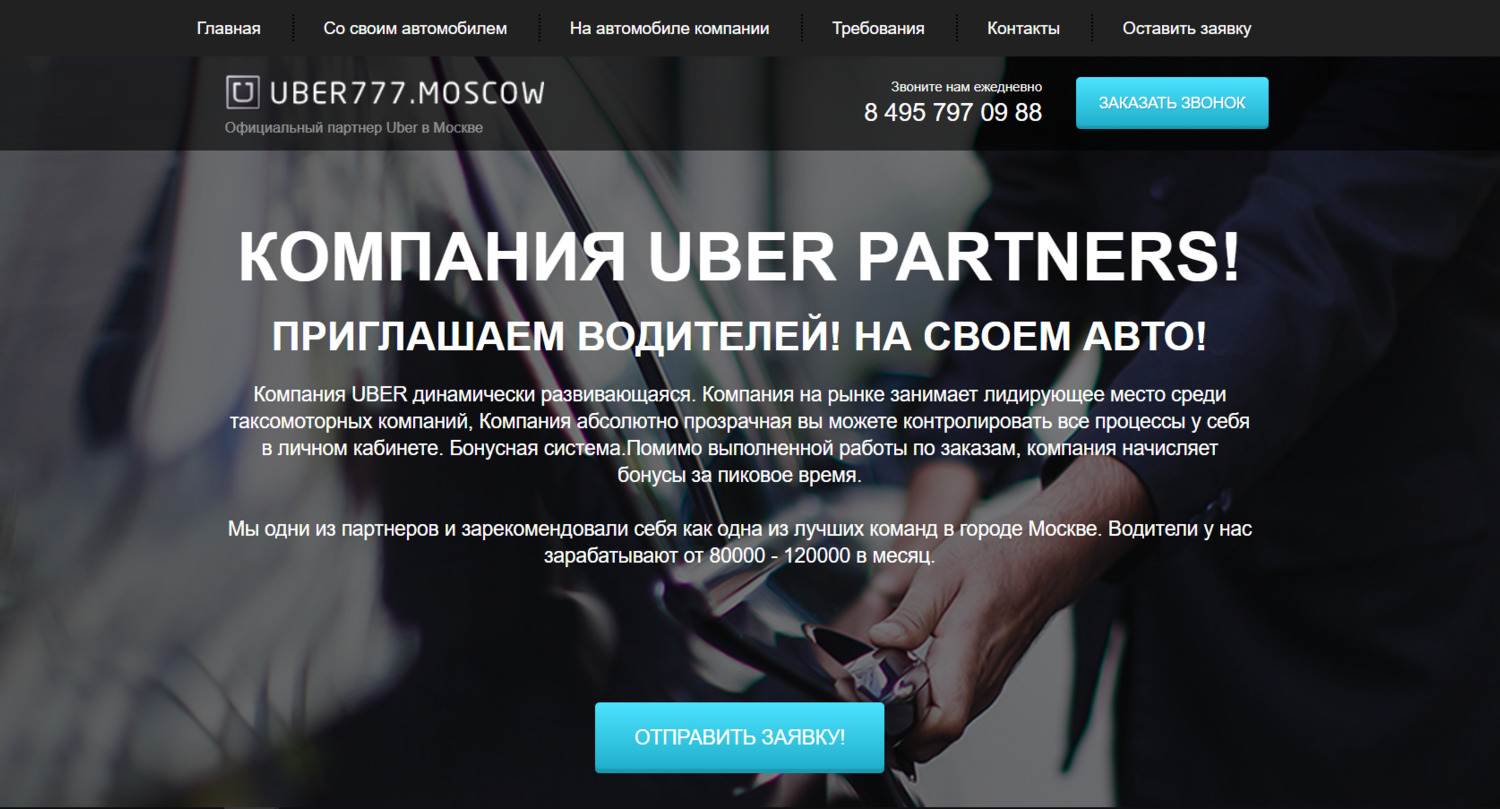 Главная
Со своим автомобилем
На автомобиле компании
Требования
Контакты
Оставить заявку
UBER777.MOSCOW
Официальный партнер Uber в Москве
Звоните нам ежедневно
8 495 797 09 88
ЗАКАЗАТЬ ЗВОНОК
КОМПАНИЯ UBER PARTNERS!
ПРИГЛАШАЕМ ВОДИТЕЛЕЙ! НА СВОЕМ АВТО!
Компания UBER динамически развивающаяся. Компания на рынке занимает лидирующее место среди
таксомоторных компаний, Компания абсолютно прозрачная вы можете контролировать все процессы у себя
в личном кабинете. Бонусная система.Помимо выполненной работы по заказам, компания начисляет
бонусы за пиковое время.
Мы одни из партнеров и зарекомендовали себя как одна из лучших команд в городе Москве. Водители у нас
зарабатывают от 80000 - 120000 в месяц.
ОТПРАВИТЬ ЗАЯВКУ!